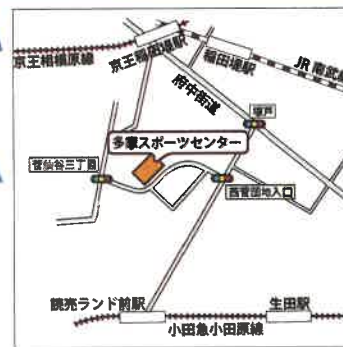 京王相模原線
京王稲田堤駅
稲田堤駅
JR南武線
府中街道
坂戸
多摩スポーツセンター
菅仙谷三丁目
西菅団地入口
読売ランド前駅
生田駅
小田急小田原線